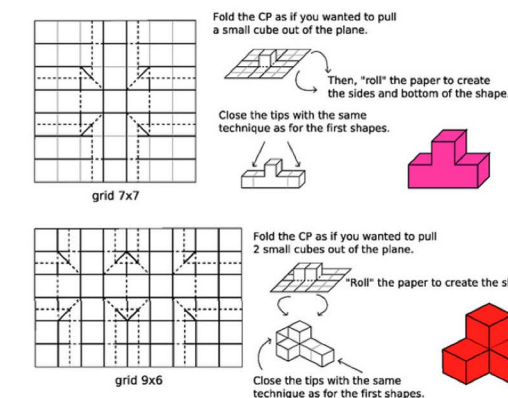 Fold the CP as if you wanted to pull
a small cube out of the plane.
Then, "roll" the paper to create
the sides and bottom of the shape.
Close the tips with the same
technique as for the first shapes.
grid 7x7
Fold the CP as if you wanted to pull
2 small cubes out of the plane.
"Roll" the paper to create the
grid 9x6
Close the tips with the same
technique as for the first shapes.